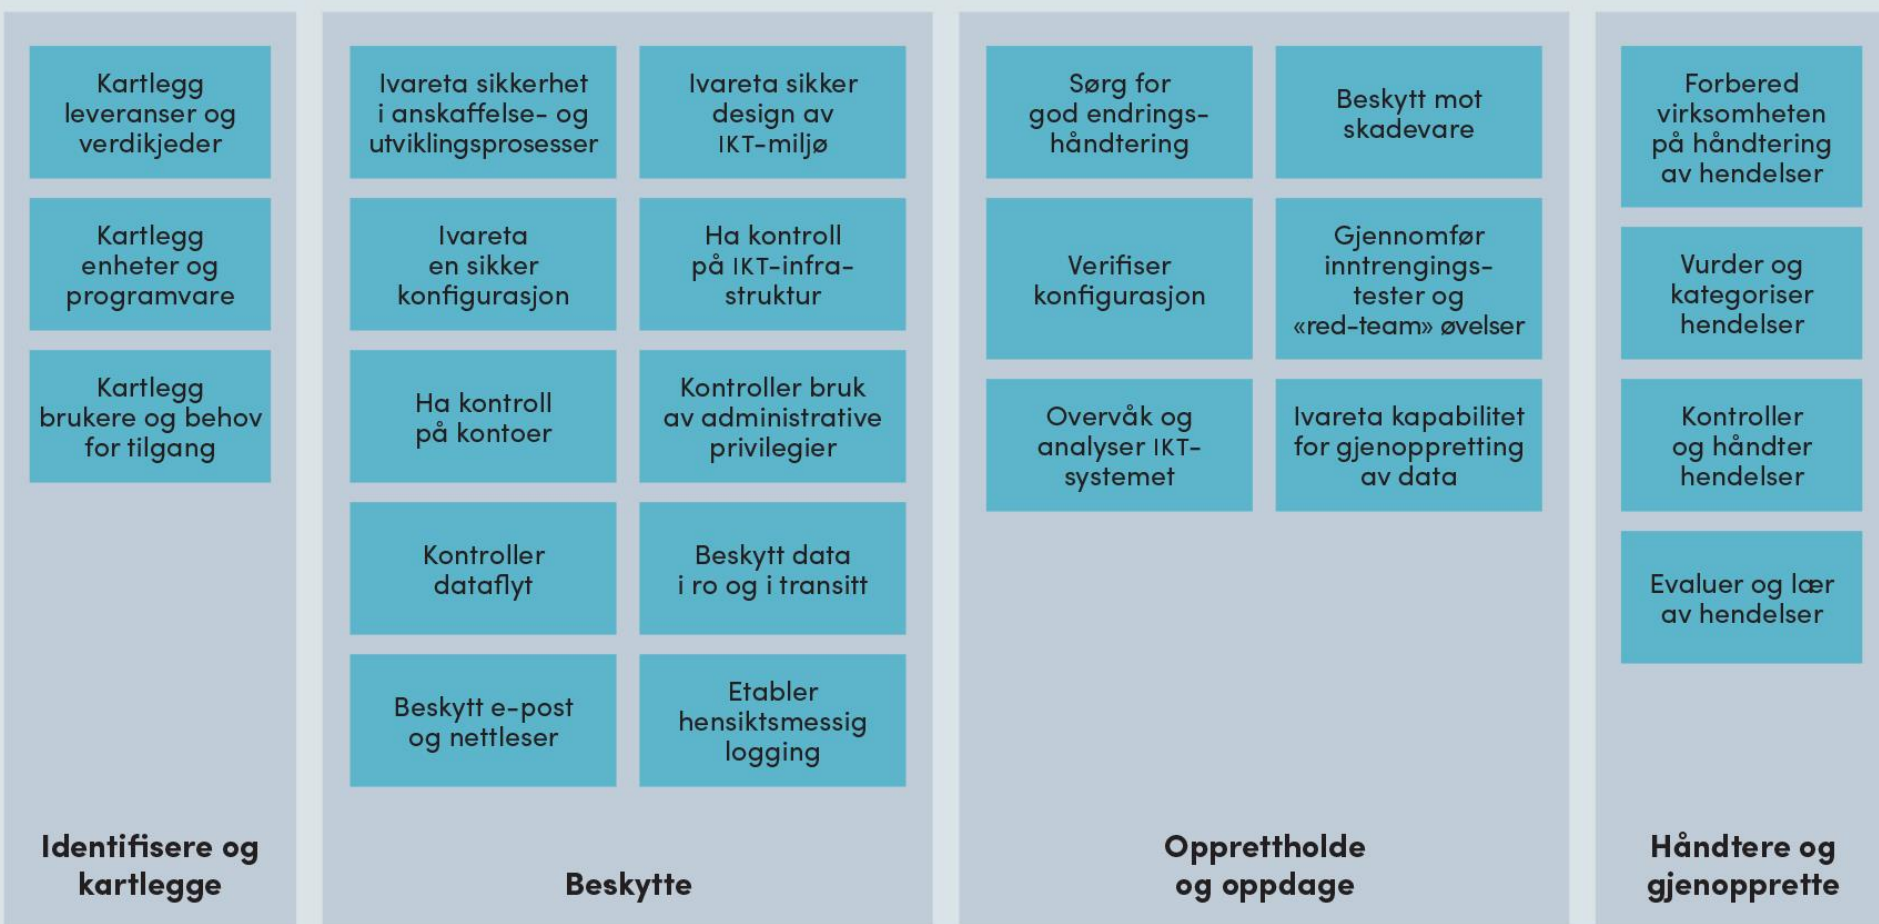 Kartlegg
leveranser og
verdikjeder
Kartlegg
enheter og
programvare
Kartlegg
brukere og behov
for tilgang
Identifisere og
kartlegge
Ivareta sikkerhet
i anskaffelse- og
utviklingsprosesser
Ivareta sikker
design av
IKT-miljø
Ivareta
en sikker
konfigurasjon
Ha kontroll
på IKT-infra-
struktur
Ha kontroll
på kontoer
Kontroller bruk
av administrative
privilegier
Kontroller
dataflyt
Beskytt data
i ro og i transitt
Beskytt e-post
og nettleser
Etabler
hensiktsmessig
logging
Beskytte
Sørg for
god endrings-
håndtering
Beskytt mot
skadevare
Verifiser
konfigurasjon
Gjennomfør
inntrengings-
tester og
«red-team» øvelser
Overvåk og
analyser IKT-
systemet
Ivareta kapabilitet
for gjenoppretting
av data
Opprettholde
og oppdage
Forbered
virksomheten
på håndtering
av hendelser
Vurder og
kategoriser
hendelser
Kontroller
og håndter
hendelser
Evaluer og lær
av hendelser
Håndtere og
gjenopprette